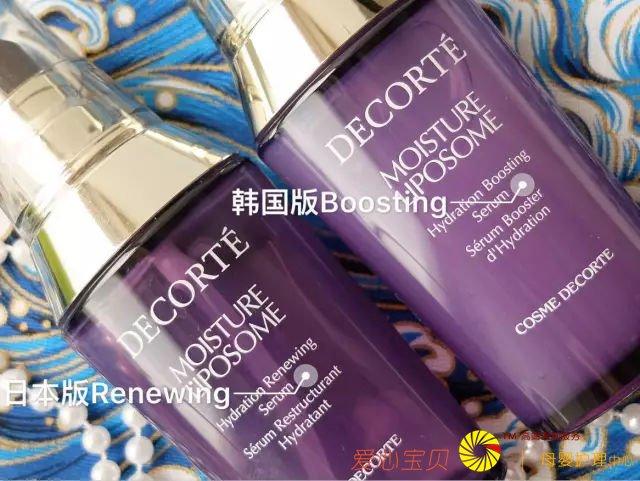 DECORTÉ
MOISTURE
LIPOSOME
Hydration Boosting
Serum
Sérum Booster
d'Hydration
COSME DECORTE
韩国版Boosting
DECORTÉ
MOISTURE
LIPOSOME
Hydration Renewing
Serum
Sérum Restructurant
Hydratant
DECORTE
日本版Renewing
爱心宝贝
母婴护理中心